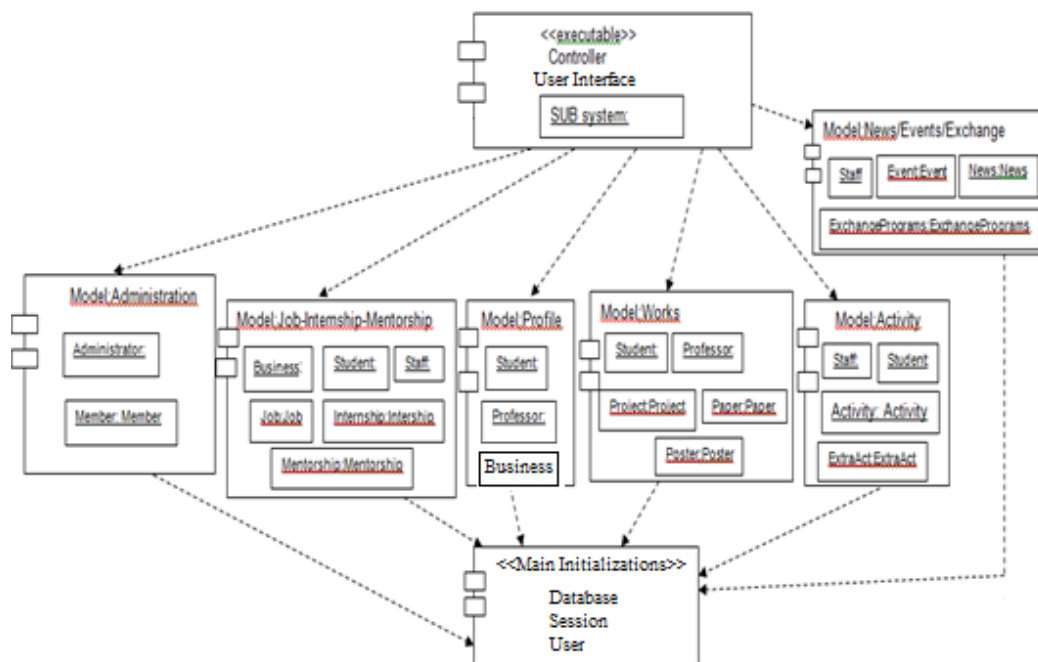 <<executable>>
Controller
User Interface
SUB system:
Model:News/Events/Exchange
Staff
Event:Event
News:News
ExchangePrograms:ExchangePrograms
Model:Administration
Administrator:
Member: Member
Model:Job-Internship-Mentorship
Business:
Student:
Staff:
Job:Job
Internship:Intership
Mentorship:Mentorship
Model:Profile
Student:
Professor:
Business
Model:Works
Student:
Professor
Project:Project
Paper:Paper
Poster:Poster
Model:Activity
Staff:
Student
Activity: Activity
ExtraAct:ExtraAct
<<Main Initializations>>
Database
Session
User